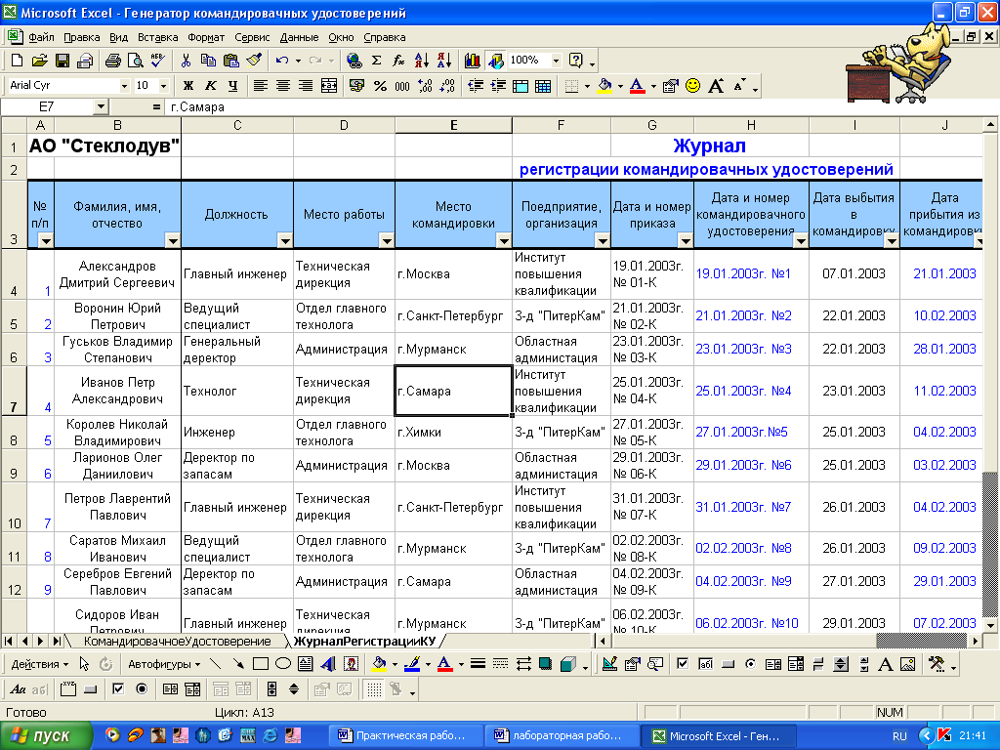 Microsoft Excel - Генератор командировачных удостоверений
Файл Правка Вид Вставка Формат Сервис Данные Окно Справка
100%
Arial Cyr 10 Ж К Ч
E7 = г.Самара
A B C D E F G H I J
1 АО "Стеклодув" Журнал
2 регистрации командировачных удостоверений
3
№ п/п
Фамилия, имя, отчество
Должность
Место работы
Место командировки
Поедприятие, организация
Дата и номер приказа
Дата и номер командировачного удостоверения
Дата выбытия в командировку
Дата прибытия из командировк
4 1 Александров Дмитрий Сергеевич Главный инженер Техническая дирекция г.Москва Институт повышения квалификации 19.01.2003г. № 01-К 19.01.2003г. №1 07.01.2003 21.01.2003
5 2 Воронин Юрий Петрович Ведущий специалист Отдел главного технолога г.Санкт-Петербург З-д "ПитерКам" 21.01.2003г. № 02-К 21.01.2003г. №2 22.01.2003 10.02.2003
6 3 Гуськов Владимир Степанович Генеральный директор Администрация г.Мурманск Областная администация 23.01.2003г. № 03-К 23.01.2003г. №3 22.01.2003 28.01.2003
7 4 Иванов Петр Александрович Технолог Техническая дирекция г.Самара Институт повышения квалификации 25.01.2003г. № 04-К 25.01.2003г. №4 23.01.2003 11.02.2003
8 5 Королев Николай Владимирович Инженер Отдел главного технолога г.Химки З-д "ПитерКам" 27.01.2003г. № 05-К 27.01.2003г.№5 25.01.2003 04.02.2003
9 6 Ларионов Олег Даниилович Директор по запасам Администрация г.Москва Областная администация 29.01.2003г. № 06-К 29.01.2003г. №6 25.01.2003 03.02.2003
10 7 Петров Лаврентий Павлович Главный инженер Техническая дирекция г.Санкт-Петербург Институт повышения квалификации 31.01.2003г. № 07-К 31.01.2003г. №7 26.01.2003 04.02.2003
11 8 Саратов Михаил Иванович Ведущий специалист Отдел главного технолога г.Мурманск З-д "ПитерКам" 02.02.2003г. № 08-К 02.02.2003г. №8 26.01.2003 09.02.2003
12 9 Серебров Евгений Павлович Директор по запасам Администрация г.Самара Областная администация 04.02.2003г. № 09-К 04.02.2003г. №9 27.01.2003 29.01.2003
Сидоров Иван Петрович Главный инженер Техническая дирекция г.Мурманск З-д "ПитерКам" 06.02.2003г. № 10-К 06.02.2003г. №10 29.01.2003 07.02.2003
КомандировачноеУдостоверение ЖурналРегистрацииКУ
Действия Автофигуры
Готово Цикл: A13 NUM
пуск Практическая рабо... лабораторная рабо... Microsoft Excel - Ген... RU 21:41